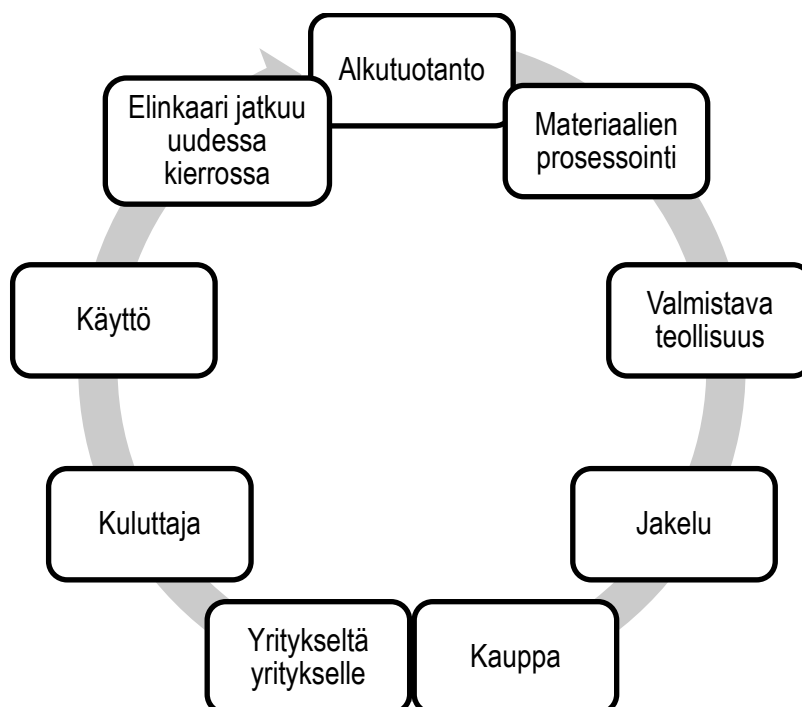 Alkutuotanto
Materiaalien
prosessointi
Valmistava
teollisuus
Jakelu
Kauppa
Yritykseltä
yritykselle
Kuluttaja
Käyttö
Elinkaari jatkuu
uudessa
kierrossa